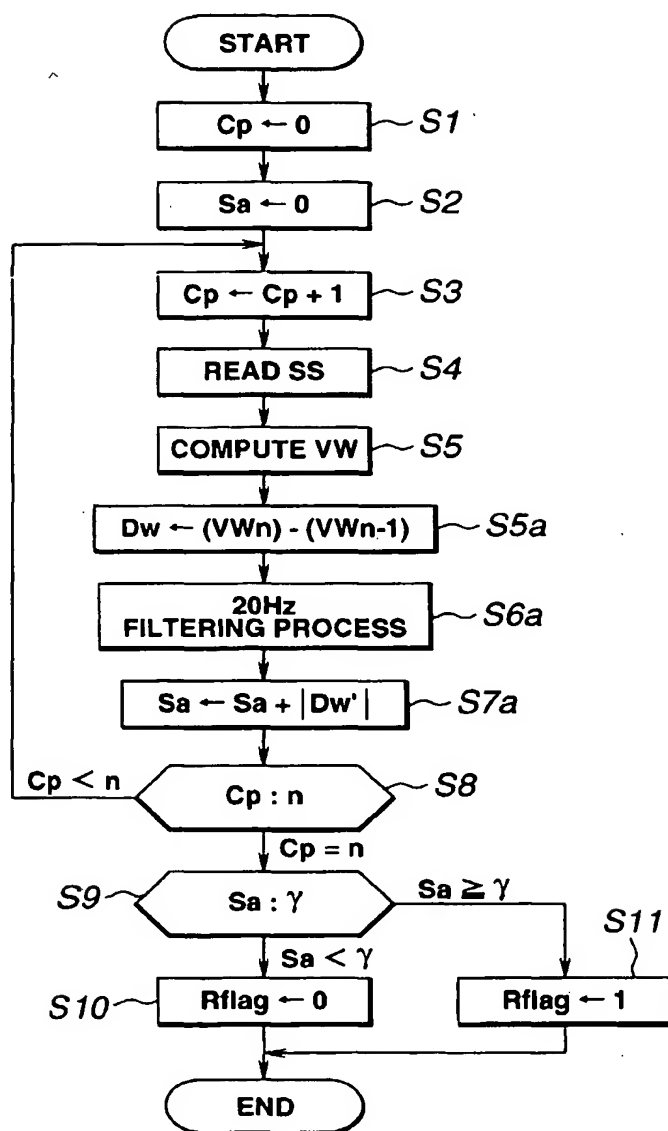 START
Cp ← 0
S1
Sa ← 0
S2
Cp ← Cp + 1
S3
READ SS
S4
COMPUTE VW
S5
Dw ← (VWn) - (VWn-1)
S5a
20Hz
FILTERING PROCESS
S6a
Sa ← Sa + |Dw'|
S7a
Cp < n
Cp : n
S8
Cp = n
S9
Sa : γ
Sa ≧ γ
S11
Sa < γ
S10
Rflag ← 0
Rflag ← 1
END